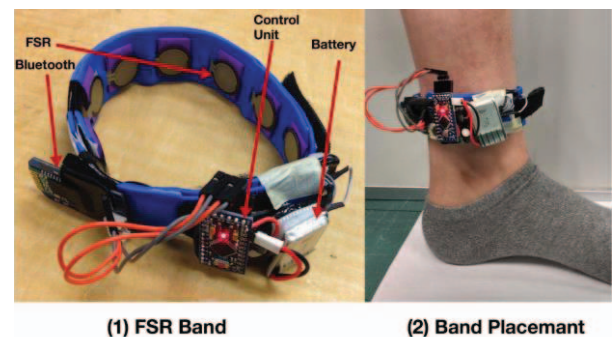 Control
Unit
Battery
FSR
Bluetooth
(1) FSR Band
(2) Band Placemant